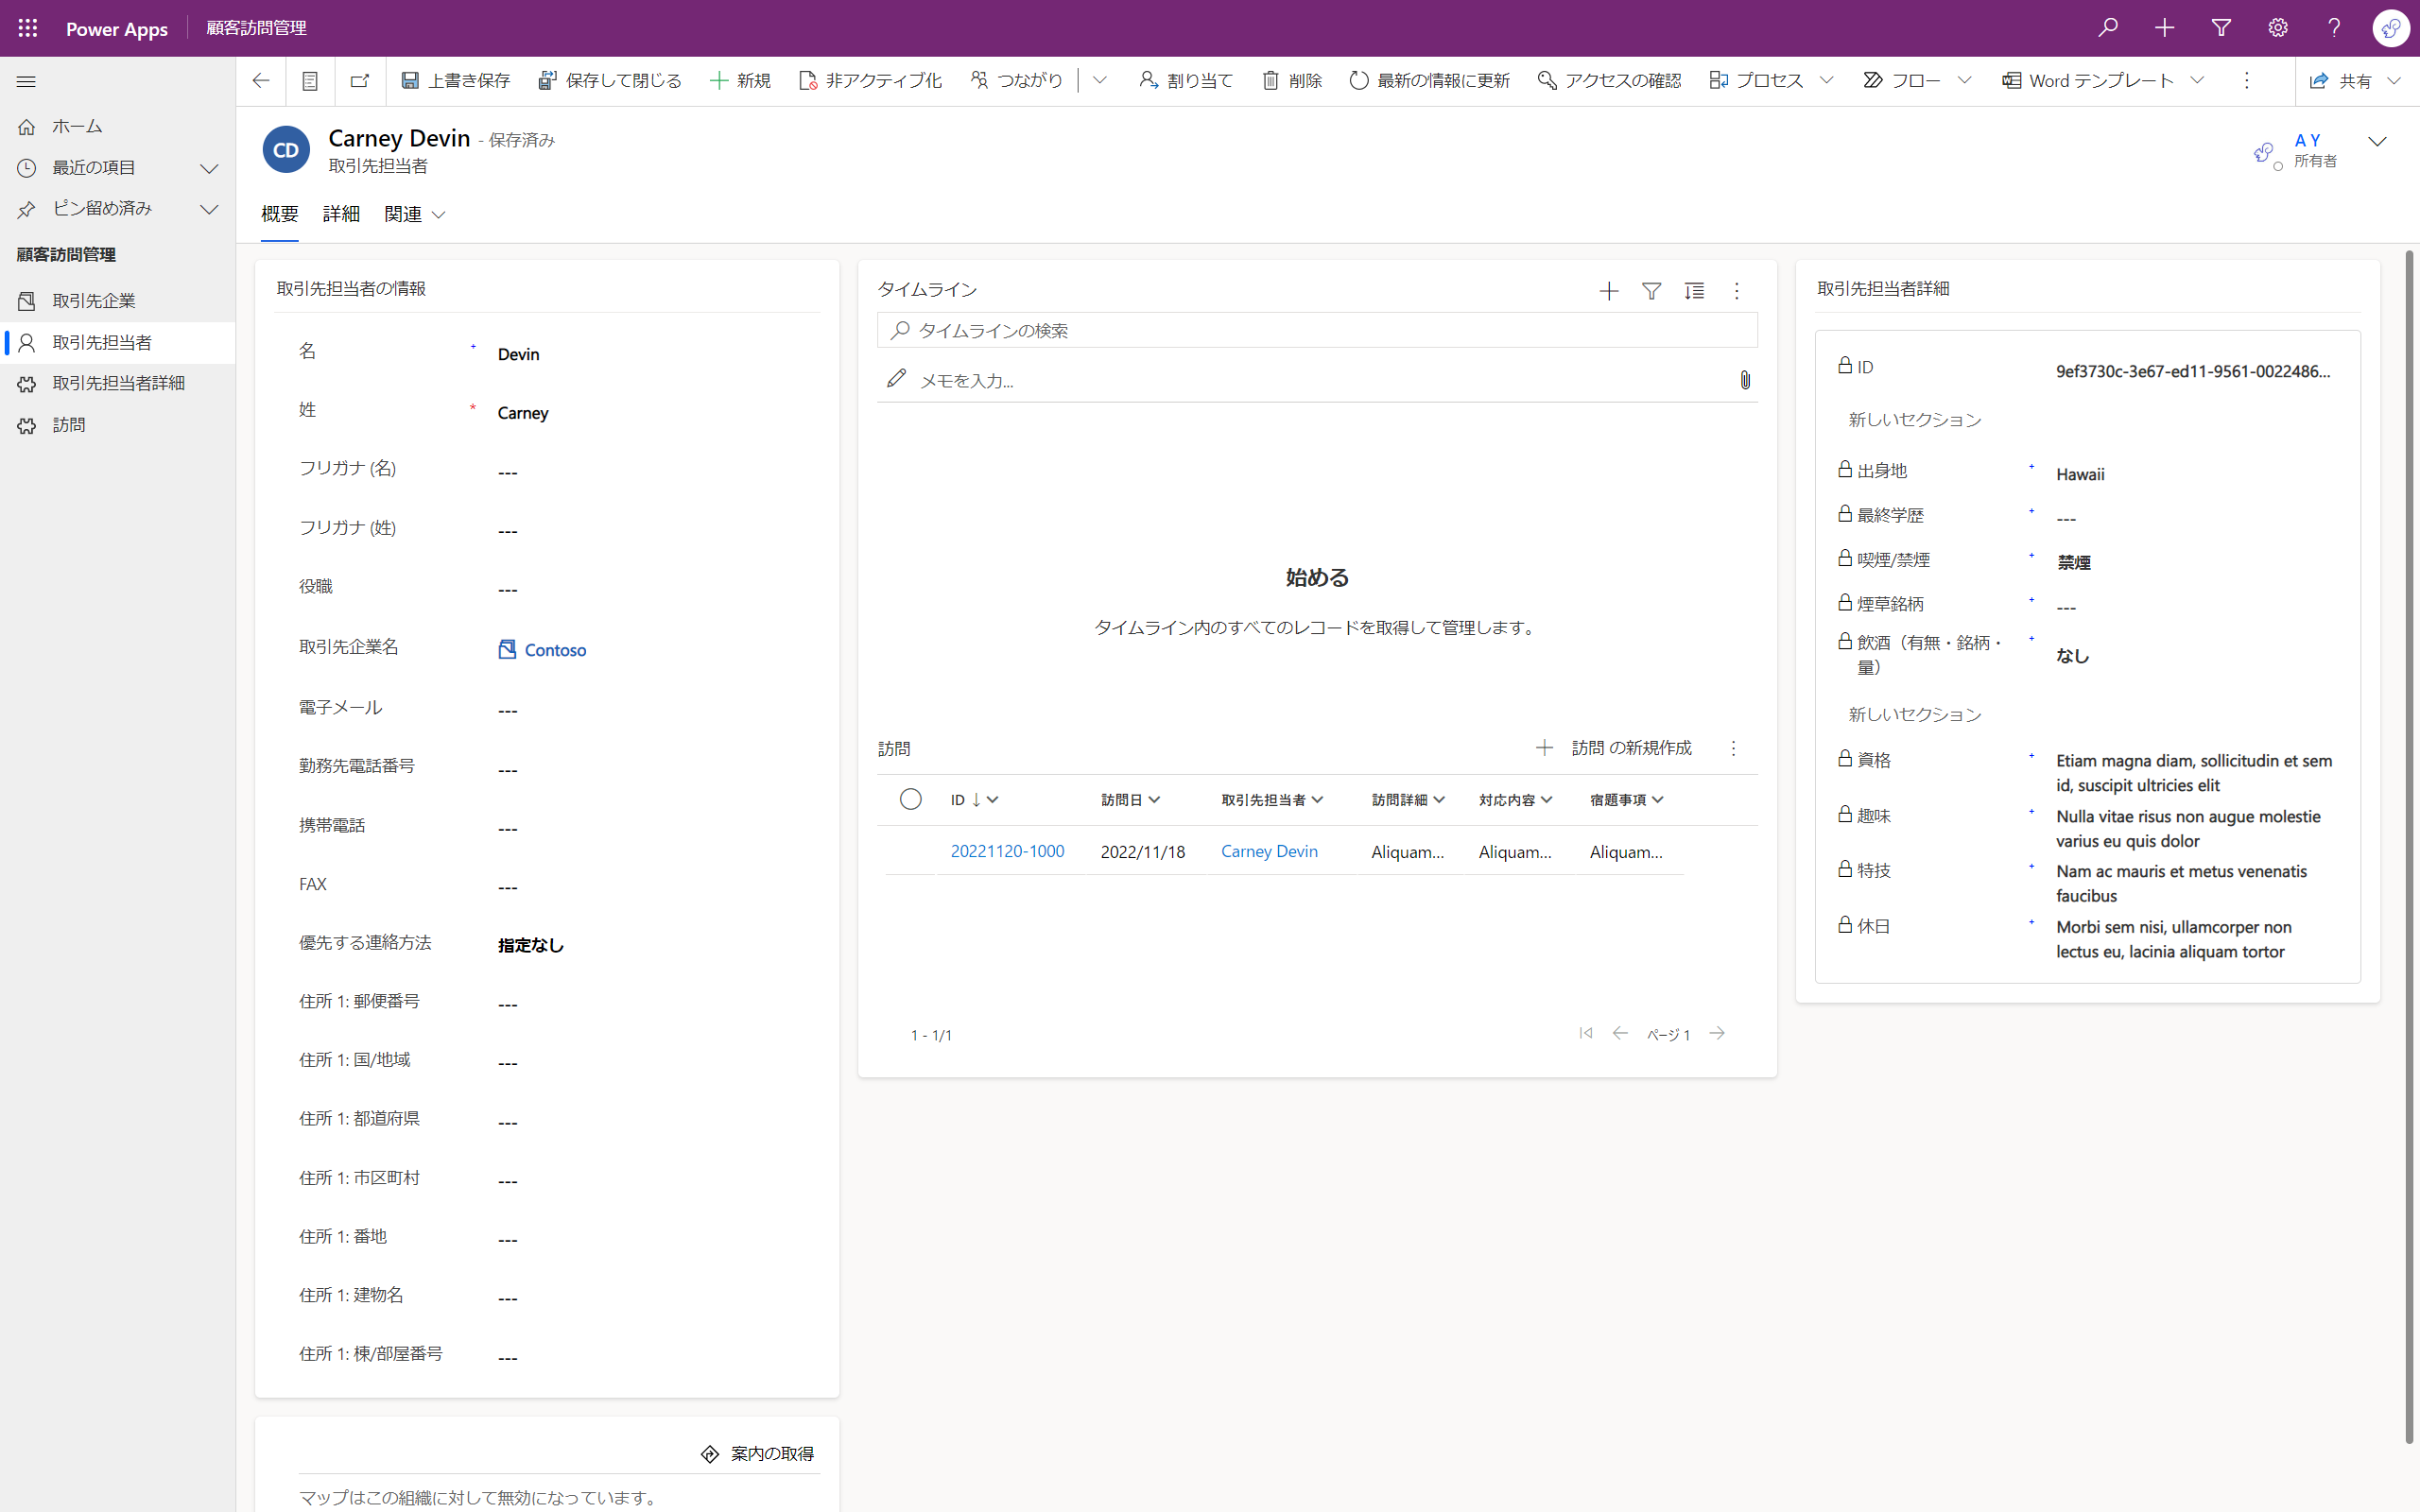 Power Apps
顧客訪問管理
上書き保存
保存して閉じる
新規
非アクティブ化
つながり
割り当て
削除
最新の情報に更新
アクセスの確認
プロセス
フロー
Word テンプレート
共有
ホーム
最近の項目
ピン留め済み
顧客訪問管理
取引先企業
取引先担当者
取引先担当者詳細
訪問
CD
Carney Devin - 保存済み
取引先担当者
A Y
所有者
概要
詳細
関連
取引先担当者の情報
名 + Devin
姓 * Carney
フリガナ (名) ---
フリガナ (姓) ---
役職 ---
取引先企業名 Contoso
電子メール ---
勤務先電話番号 ---
携帯電話 ---
FAX ---
優先する連絡方法 指定なし
住所 1: 郵便番号 ---
住所 1: 国/地域 ---
住所 1: 都道府県 ---
住所 1: 市区町村 ---
住所 1: 番地 ---
住所 1: 建物名 ---
住所 1: 棟/部屋番号 ---
案内の取得
マップはこの組織に対して無効になっています。
タイムライン
タイムラインの検索
メモを入力...
始める
タイムライン内のすべてのレコードを取得して管理します。
訪問
訪問 の新規作成
ID ↓ 訪問日 取引先担当者 訪問詳細 対応内容 宿題事項
20221120-1000 2022/11/18 Carney Devin Aliquam... Aliquam... Aliquam...
1 - 1/1
ページ 1
取引先担当者詳細
ID 9ef3730c-3e67-ed11-9561-0022486...
新しいセクション
出身地 + Hawaii
最終学歴 + ---
喫煙/禁煙 + 禁煙
煙草銘柄 + ---
飲酒（有無・銘柄・ + なし
量）
新しいセクション
資格 + Etiam magna diam, sollicitudin et sem
id, suscipit ultricies elit
趣味 + Nulla vitae risus non augue molestie
varius eu quis dolor
特技 + Nam ac mauris et metus venenatis
faucibus
休日 + Morbi sem nisi, ullamcorper non
lectus eu, lacinia aliquam tortor